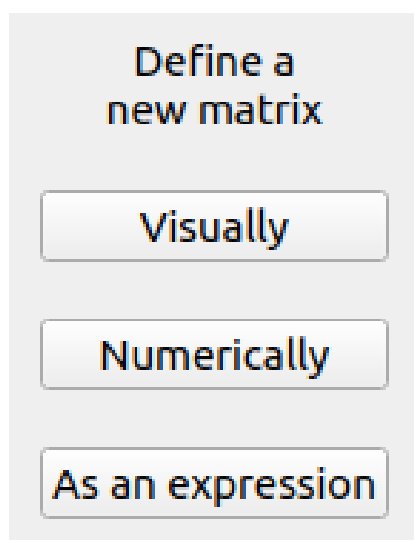 Define a
new matrix
Visually
Numerically
As an expression